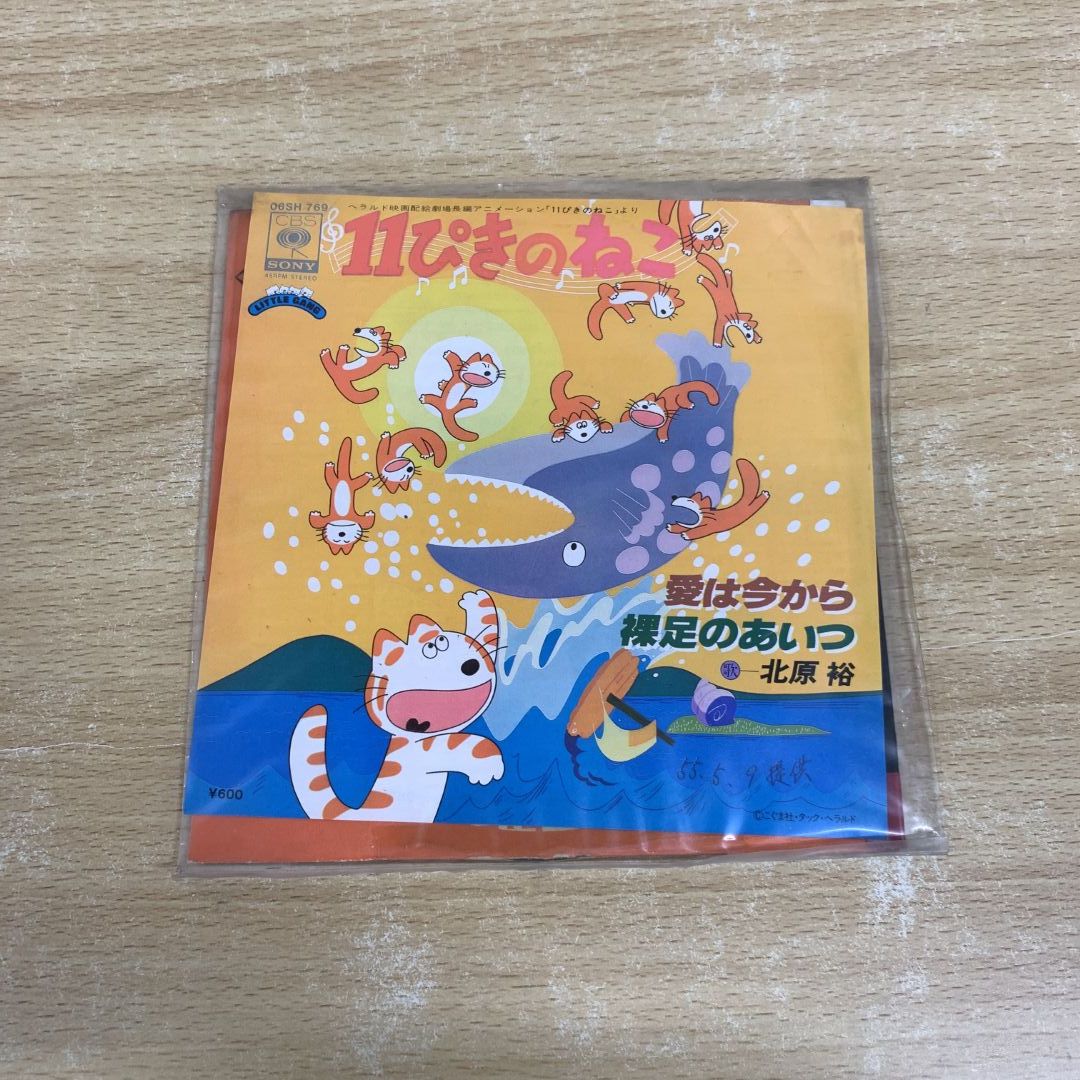 06SH 769
ヘラルド映画配給劇場長編アニメーション「11ぴきのねこ」より
CBS
SONY
45RPM STEREO
LITTLE GANG
11ぴきのねこ
愛は今から
裸足のあいつ
歌―北原 裕
55.5.9 提供
¥600
©こぐま社・タック・ヘラルド